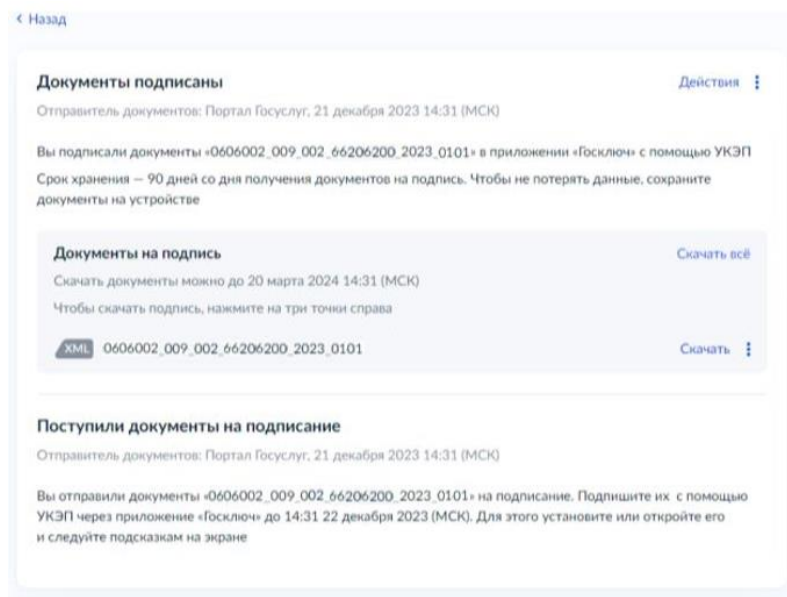 Назад
Документы подписаны
Действия
Отправитель документов: Портал Госуслуг, 21 декабря 2023 14:31 (МСК)
Вы подписали документы «0606002_009_002_66206200_2023_0101» в приложении «Госключ» с помощью УКЭП
Срок хранения — 90 дней со дня получения документов на подпись. Чтобы не потерять данные, сохраните
документы на устройстве
Документы на подпись
Скачать всё
Скачать документы можно до 20 марта 2024 14:31 (МСК)
Чтобы скачать подпись, нажмите на три точки справа
XML 0606002_009_002_66206200_2023_0101
Скачать
Поступили документы на подписание
Отправитель документов: Портал Госуслуг, 21 декабря 2023 14:31 (МСК)
Вы отправили документы «0606002_009_002_66206200_2023_0101» на подписание. Подпишите их с помощью
УКЭП через приложение «Госключ» до 14:31 22 декабря 2023 (МСК). Для этого установите или откройте его
и следуйте подсказкам на экране